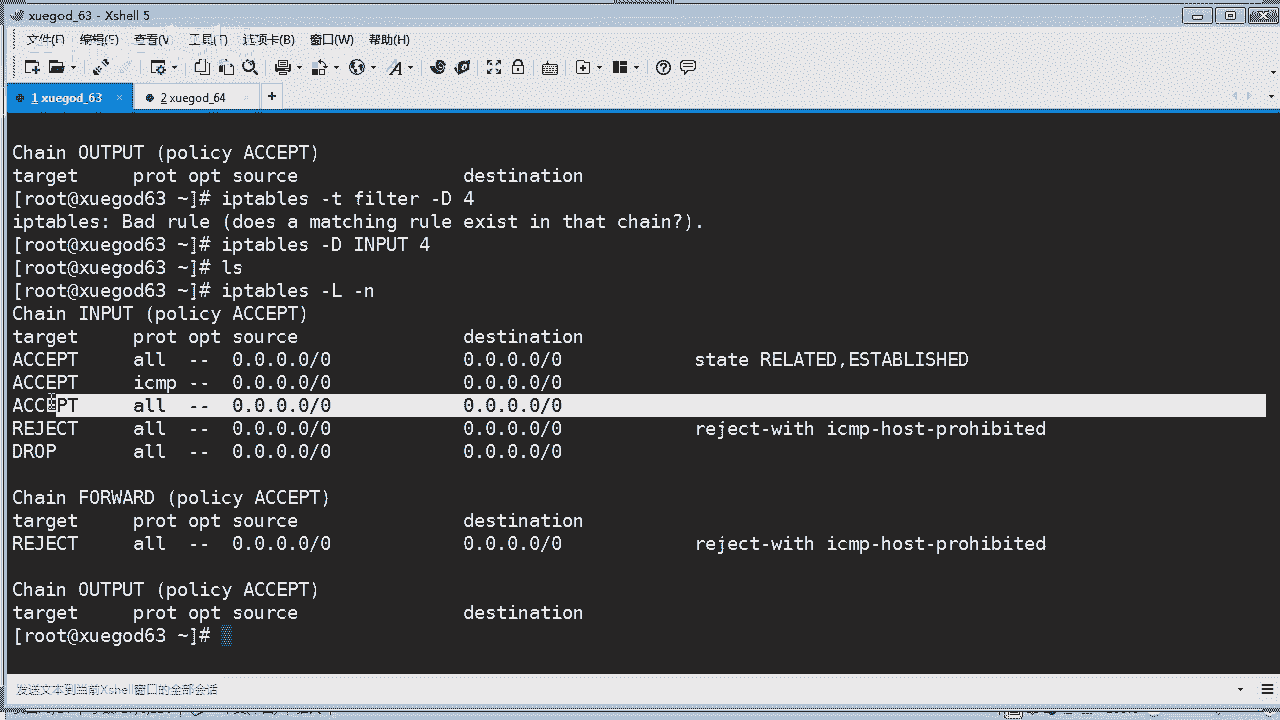 xuegod_63 - Xshell 5
文件(F) 编辑(E) 查看(V) 工具(T) 选项卡(B) 窗口(W) 帮助(H)
1 xuegod_63 × 2 xuegod_64 +
Chain OUTPUT (policy ACCEPT)
target prot opt source destination
[root@xuegod63 ~]# iptables -t filter -D 4
iptables: Bad rule (does a matching rule exist in that chain?).
[root@xuegod63 ~]# iptables -D INPUT 4
[root@xuegod63 ~]# ls
[root@xuegod63 ~]# iptables -L -n
Chain INPUT (policy ACCEPT)
target prot opt source destination
ACCEPT all -- 0.0.0.0/0 0.0.0.0/0 state RELATED,ESTABLISHED
ACCEPT icmp -- 0.0.0.0/0 0.0.0.0/0
ACCEPT all -- 0.0.0.0/0 0.0.0.0/0
REJECT all -- 0.0.0.0/0 0.0.0.0/0 reject-with icmp-host-prohibited
DROP all -- 0.0.0.0/0 0.0.0.0/0
Chain FORWARD (policy ACCEPT)
target prot opt source destination
REJECT all -- 0.0.0.0/0 0.0.0.0/0 reject-with icmp-host-prohibited
Chain OUTPUT (policy ACCEPT)
target prot opt source destination
[root@xuegod63 ~]#
发送文本到当前Xshell窗口的全部会话